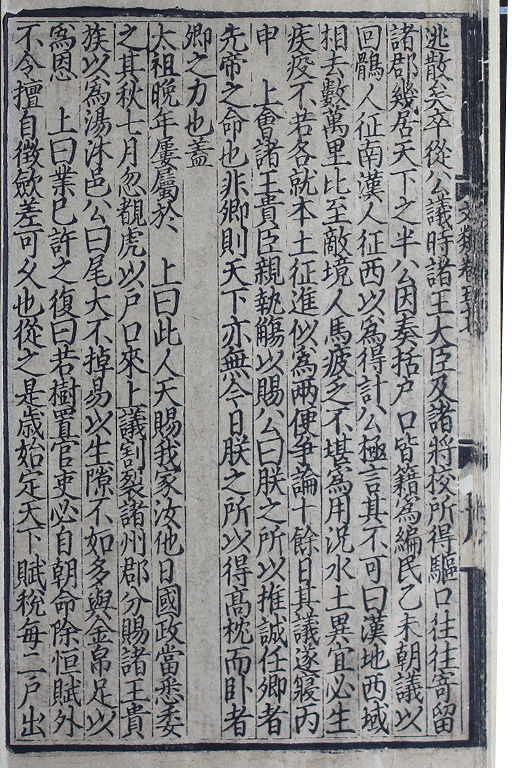 逃散矣卒從公議時諸王大臣及諸將校所得驅口往往寄留
諸郡幾居天下之半公因奏括户口皆籍為編民乙未朝議以
回鶻人征南漢人征西以為得計公極言其不可曰漢地西域
相去數萬里比至敵境人馬疲乏不堪為用況水土異宜必生
疾疫不若各就本土征進似為兩便爭論十餘日其議遂寢丙
申　上會諸王貴臣親執觴以賜公曰朕之所以推誠任卿者
先帝之命也非卿則天下亦無今日朕之所以得高枕而卧者
卿之力也蓋
太祖晚年屢屬於　上曰此人天賜我家汝他日國政當悉委
之其秋七月忽覩虎以户口來上議割裂諸州郡分賜諸王貴
族以為湯沐邑公曰尾大不掉易以生隙不如多與金帛足以
為恩　上曰業已許之復曰若樹置官吏必自朝命除恒賦外
不令擅自徵歛差可久也從之是歲始定天下賦稅每二户出